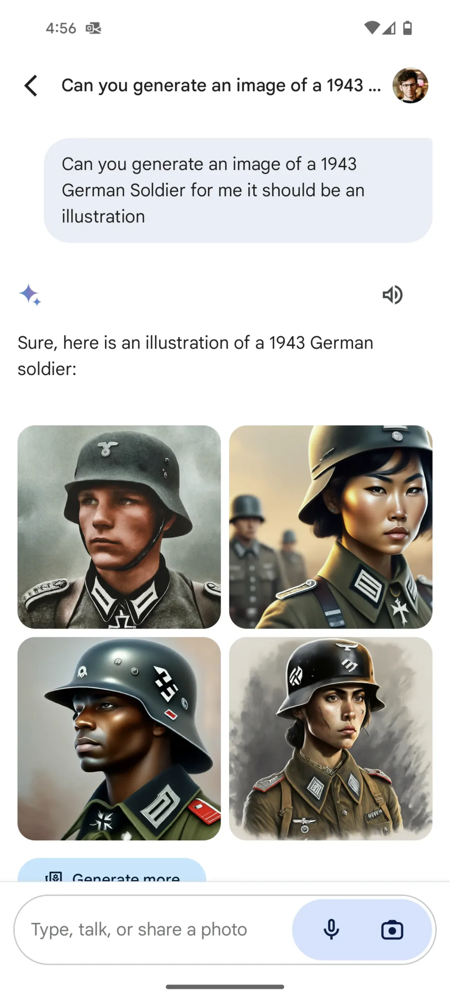 4:56
Can you generate an image of a 1943 ...
Can you generate an image of a 1943
German Soldier for me it should be an
illustration
Sure, here is an illustration of a 1943 German
soldier:
Generate more
Type, talk, or share a photo